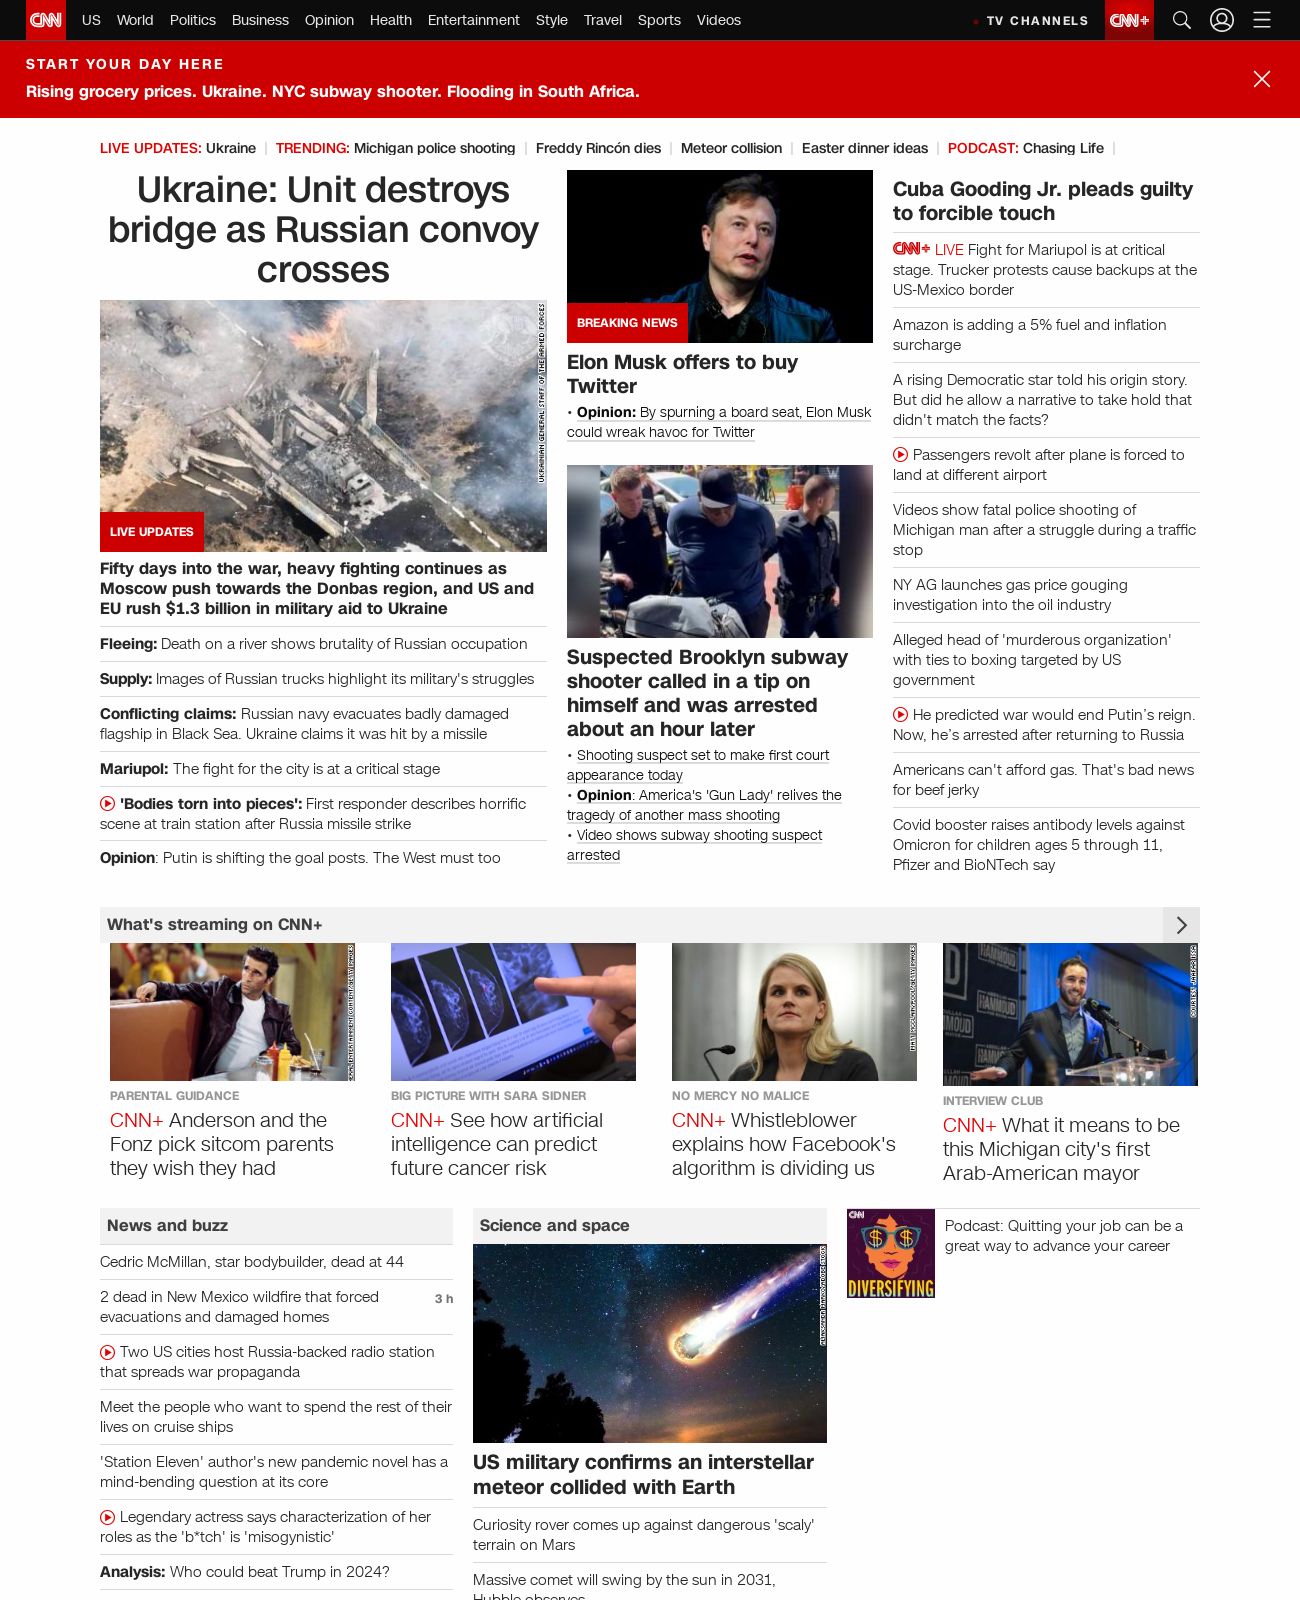 CNN US World Politics Business Opinion Health Entertainment Style Travel Sports Videos TV CHANNELS CNN+
START YOUR DAY HERE
Rising grocery prices. Ukraine. NYC subway shooter. Flooding in South Africa.
LIVE UPDATES: Ukraine TRENDING: Michigan police shooting Freddy Rincón dies Meteor collision Easter dinner ideas PODCAST: Chasing Life
Ukraine: Unit destroys
bridge as Russian convoy
crosses
UKRAINIAN GENERAL STAFF OF THE ARMED FORCES
LIVE UPDATES
Fifty days into the war, heavy fighting continues as
Moscow push towards the Donbas region, and US and
EU rush $1.3 billion in military aid to Ukraine
Fleeing: Death on a river shows brutality of Russian occupation
Supply: Images of Russian trucks highlight its military's struggles
Conflicting claims: Russian navy evacuates badly damaged
flagship in Black Sea. Ukraine claims it was hit by a missile
Mariupol: The fight for the city is at a critical stage
'Bodies torn into pieces': First responder describes horrific
scene at train station after Russia missile strike
Opinion: Putin is shifting the goal posts. The West must too
BREAKING NEWS
Elon Musk offers to buy
Twitter
• Opinion: By spurning a board seat, Elon Musk
could wreak havoc for Twitter
Suspected Brooklyn subway
shooter called in a tip on
himself and was arrested
about an hour later
• Shooting suspect set to make first court
appearance today
• Opinion: America's 'Gun Lady' relives the
tragedy of another mass shooting
• Video shows subway shooting suspect
arrested
Cuba Gooding Jr. pleads guilty
to forcible touch
CNN+ LIVE Fight for Mariupol is at critical
stage. Trucker protests cause backups at the
US-Mexico border
Amazon is adding a 5% fuel and inflation
surcharge
A rising Democratic star told his origin story.
But did he allow a narrative to take hold that
didn't match the facts?
Passengers revolt after plane is forced to
land at different airport
Videos show fatal police shooting of
Michigan man after a struggle during a traffic
stop
NY AG launches gas price gouging
investigation into the oil industry
Alleged head of 'murderous organization'
with ties to boxing targeted by US
government
He predicted war would end Putin’s reign.
Now, he’s arrested after returning to Russia
Americans can't afford gas. That's bad news
for beef jerky
Covid booster raises antibody levels against
Omicron for children ages 5 through 11,
Pfizer and BioNTech say
What's streaming on CNN+
PARENTAL GUIDANCE
CNN+ Anderson and the
Fonz pick sitcom parents
they wish they had
BIG PICTURE WITH SARA SIDNER
CNN+ See how artificial
intelligence can predict
future cancer risk
NO MERCY NO MALICE
CNN+ Whistleblower
explains how Facebook's
algorithm is dividing us
HAMMOUD
INTERVIEW CLUB
CNN+ What it means to be
this Michigan city's first
Arab-American mayor
News and buzz
Cedric McMillan, star bodybuilder, dead at 44
2 dead in New Mexico wildfire that forced 3 h
evacuations and damaged homes
Two US cities host Russia-backed radio station
that spreads war propaganda
Meet the people who want to spend the rest of their
lives on cruise ships
'Station Eleven' author's new pandemic novel has a
mind-bending question at its core
Legendary actress says characterization of her
roles as the 'b*tch' is 'misogynistic'
Analysis: Who could beat Trump in 2024?
Science and space
US military confirms an interstellar
meteor collided with Earth
Curiosity rover comes up against dangerous 'scaly'
terrain on Mars
Massive comet will swing by the sun in 2031,
Hubble observes
CNN
DIVERSIFYING
Podcast: Quitting your job can be a
great way to advance your career